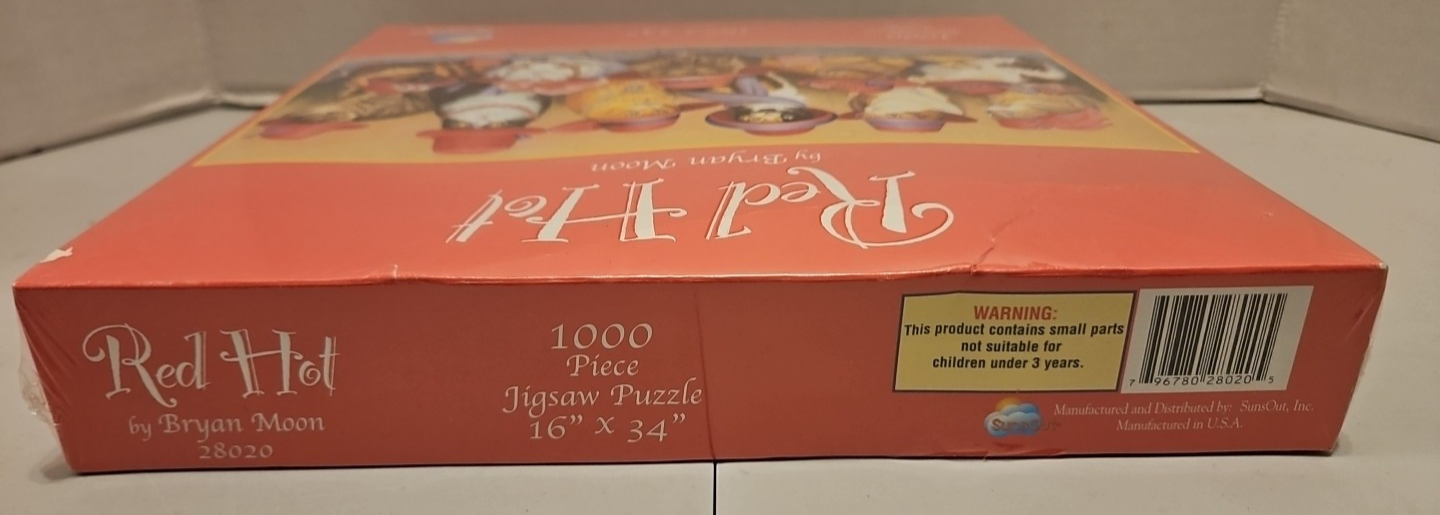 by Bryan Moon
Red Hot
Red Hot
by Bryan Moon
28020
1000
Piece
Jigsaw Puzzle
16” x 34”
WARNING:
This product contains small parts
not suitable for
children under 3 years.
7 96780 28020 5
SunsOut
Manufactured and Distributed by: SunsOut, Inc.
Manufactured in U.S.A.